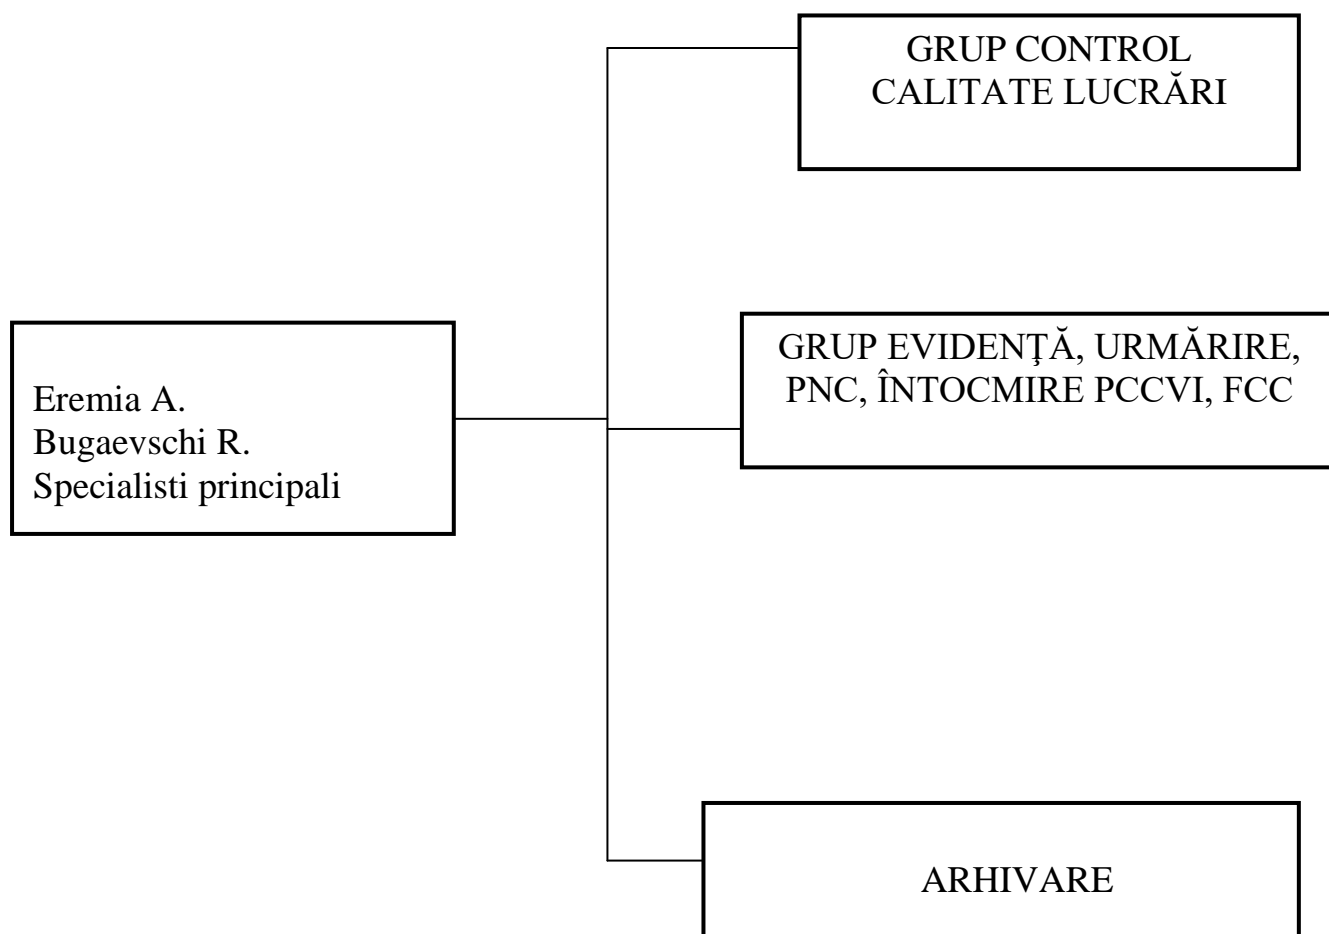 GRUP CONTROL
CALITATE LUCRĂRI
GRUP EVIDENŢĂ, URMĂRIRE,
PNC, ÎNTOCMIRE PCCVI, FCC
Eremia A.
Bugaevschi R.
Specialisti principali
ARHIVARE